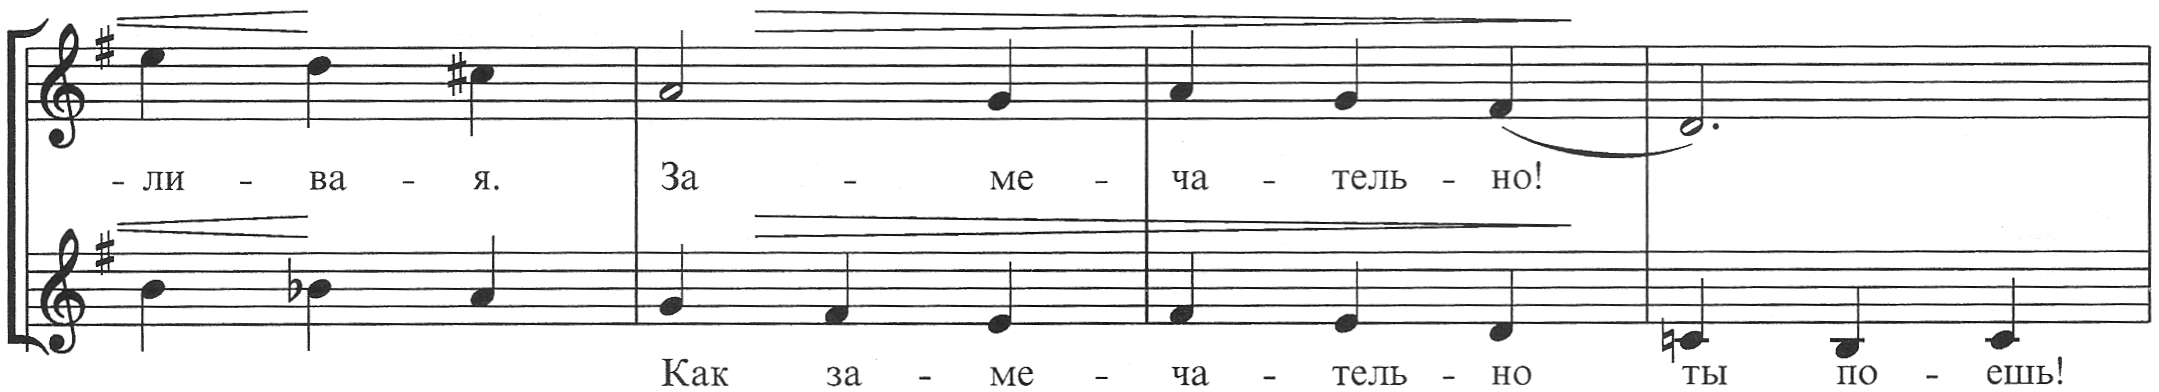 - ли - ва - я. За - ме - ча - тель - но!
Как за - ме - ча - тель - но ты по - ешь!